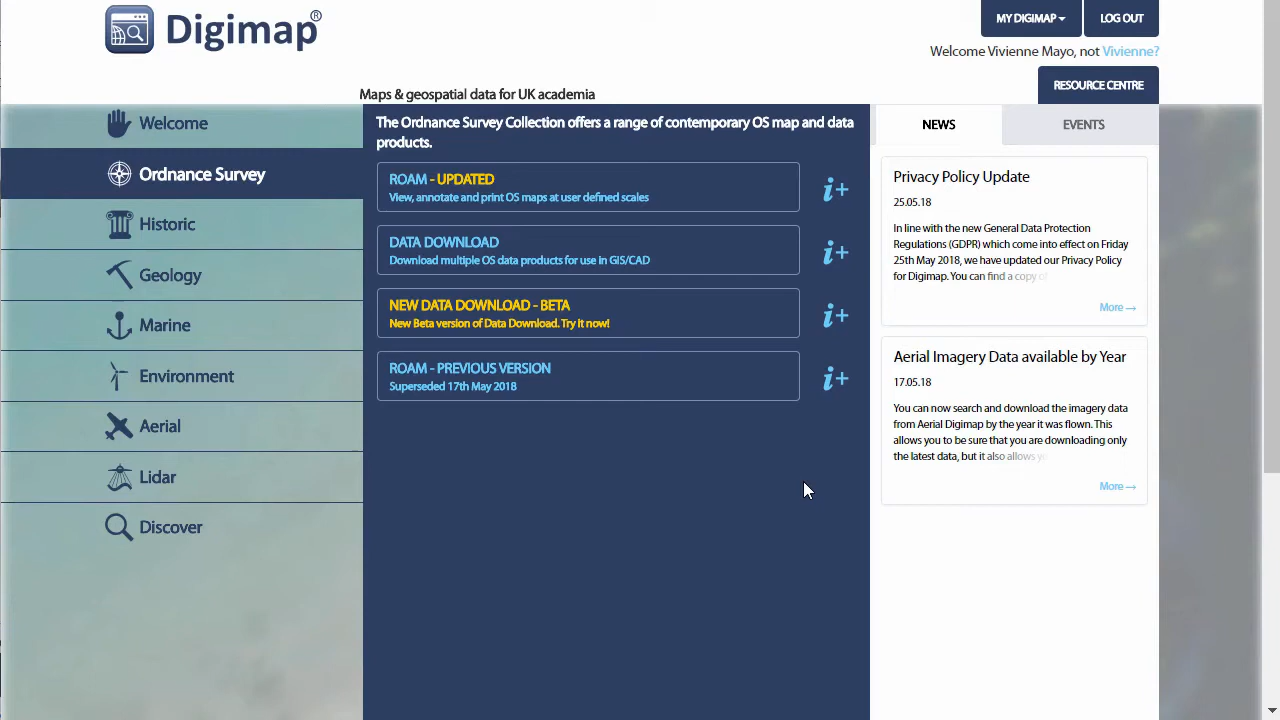 Digimap®
MY DIGIMAP
LOG OUT
Welcome Vivienne Mayo, not Vivienne?
RESOURCE CENTRE
Maps & geospatial data for UK academia
Welcome
Ordnance Survey
Historic
Geology
Marine
Environment
Aerial
Lidar
Discover
The Ordnance Survey Collection offers a range of contemporary OS map and data
products.
ROAM - UPDATED
View, annotate and print OS maps at user defined scales
i+
DATA DOWNLOAD
Download multiple OS data products for use in GIS/CAD
i+
NEW DATA DOWNLOAD - BETA
New Beta version of Data Download. Try it now!
i+
ROAM - PREVIOUS VERSION
Superseded 17th May 2018
i+
NEWS
EVENTS
Privacy Policy Update
25.05.18
In line with the new General Data Protection
Regulations (GDPR) which come into effect on Friday
25th May 2018, we have updated our Privacy Policy
for Digimap. You can find a copy of
More →
Aerial Imagery Data available by Year
17.05.18
You can now search and download the imagery data
from Aerial Digimap by the year it was flown. This
allows you to be sure that you are downloading only
the latest data, but it also allows
More →